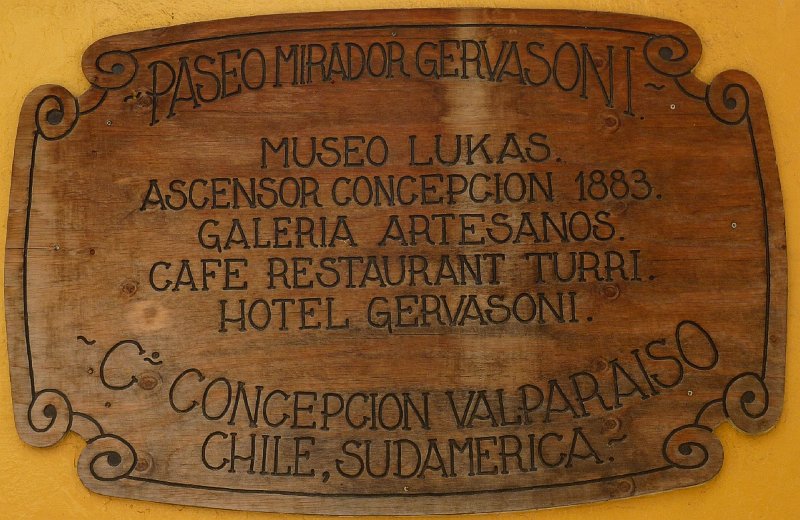 ~PASEO MIRADOR GERVASONI~
MUSEO LUKAS.
ASCENSOR CONCEPCION 1883.
GALERIA ARTESANOS.
CAFE RESTAURANT TURRI.
HOTEL GERVASONI.
~Cº CONCEPCION VALPARAISO
CHILE, SUDAMERICA.~